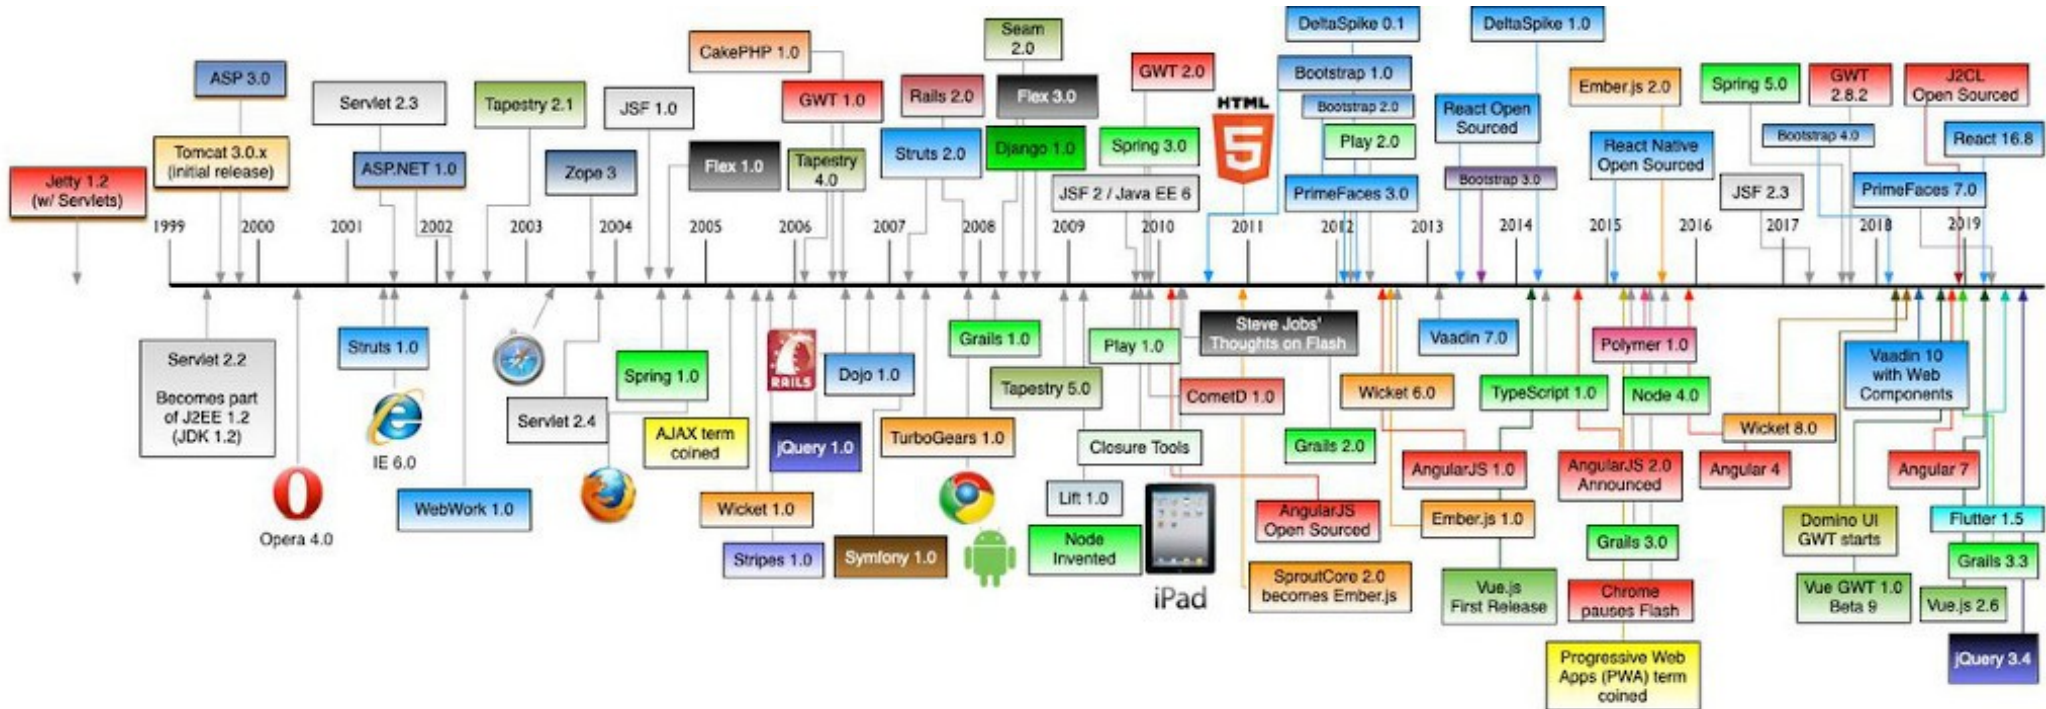 DeltaSpike 0.1
DeltaSpike 1.0
Seam
2.0
CakePHP 1.0
ASP 3.0
GWT 2.0
Bootstrap 1.0
Ember.js 2.0
Spring 5.0
GWT
2.8.2
J2CL
Open Sourced
Servlet 2.3
Tapestry 2.1
JSF 1.0
GWT 1.0
Rails 2.0
Flex 3.0
HTML
5
Bootstrap 2.0
React Open
Sourced
Tomcat 3.0.x
(initial release)
Struts 2.0
Django 1.0
Spring 3.0
Play 2.0
React Native
Open Sourced
Bootstrap 4.0
React 16.8
ASP.NET 1.0
Zope 3
Flex 1.0
Tapestry
4.0
Jetty 1.2
(w/ Servlets)
JSF 2 / Java EE 6
PrimeFaces 3.0
Bootstrap 3.0
JSF 2.3
PrimeFaces 7.0
1999
2000
2001
2002
2003
2004
2005
2006
2007
2008
2009
2010
2011
2012
2013
2014
2015
2016
2017
2018
2019
Servlet 2.2
Becomes part
of J2EE 1.2
(JDK 1.2)
Struts 1.0
IE 6.0
Opera 4.0
WebWork 1.0
Servlet 2.4
Spring 1.0
AJAX term
coined
RAILS
Dojo 1.0
jQuery 1.0
Wicket 1.0
Stripes 1.0
Symfony 1.0
TurboGears 1.0
Grails 1.0
Tapestry 5.0
Play 1.0
Closure Tools
Lift 1.0
Node
Invented
iPad
CometD 1.0
Steve Jobs'
Thoughts on Flash
Grails 2.0
AngularJS
Open Sourced
SproutCore 2.0
becomes Ember.js
Wicket 6.0
Vaadin 7.0
AngularJS 1.0
Ember.js 1.0
TypeScript 1.0
Vue.js
First Release
Polymer 1.0
Node 4.0
AngularJS 2.0
Announced
Grails 3.0
Chrome
pauses Flash
Progressive Web
Apps (PWA) term
coined
Angular 4
Wicket 8.0
Vaadin 10
with Web
Components
Angular 7
Domino UI
GWT starts
Vue GWT 1.0
Beta 9
Flutter 1.5
Grails 3.3
Vue.js 2.6
jQuery 3.4